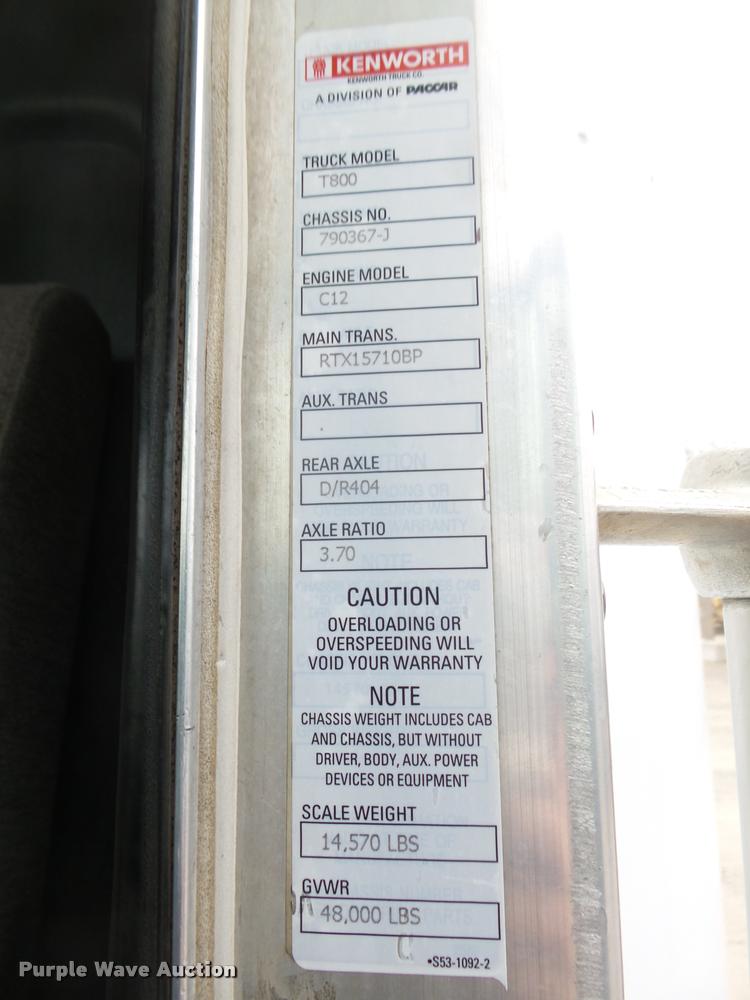 KENWORTH
KENWORTH TRUCK CO.
A DIVISION OF PACCAR
TRUCK MODEL
T800
CHASSIS NO.
790367-J
ENGINE MODEL
C12
MAIN TRANS.
RTX15710BP
AUX. TRANS
.
REAR AXLE
D/R404
AXLE RATIO
3.70
CAUTION
OVERLOADING OR
OVERSPEEDING WILL
VOID YOUR WARRANTY
NOTE
CHASSIS WEIGHT INCLUDES CAB
AND CHASSIS, BUT WITHOUT
DRIVER, BODY, AUX. POWER
DEVICES OR EQUIPMENT
SCALE WEIGHT
14,570 LBS
GVWR
48,000 LBS
•S53-1092-2
Purple Wave Auction